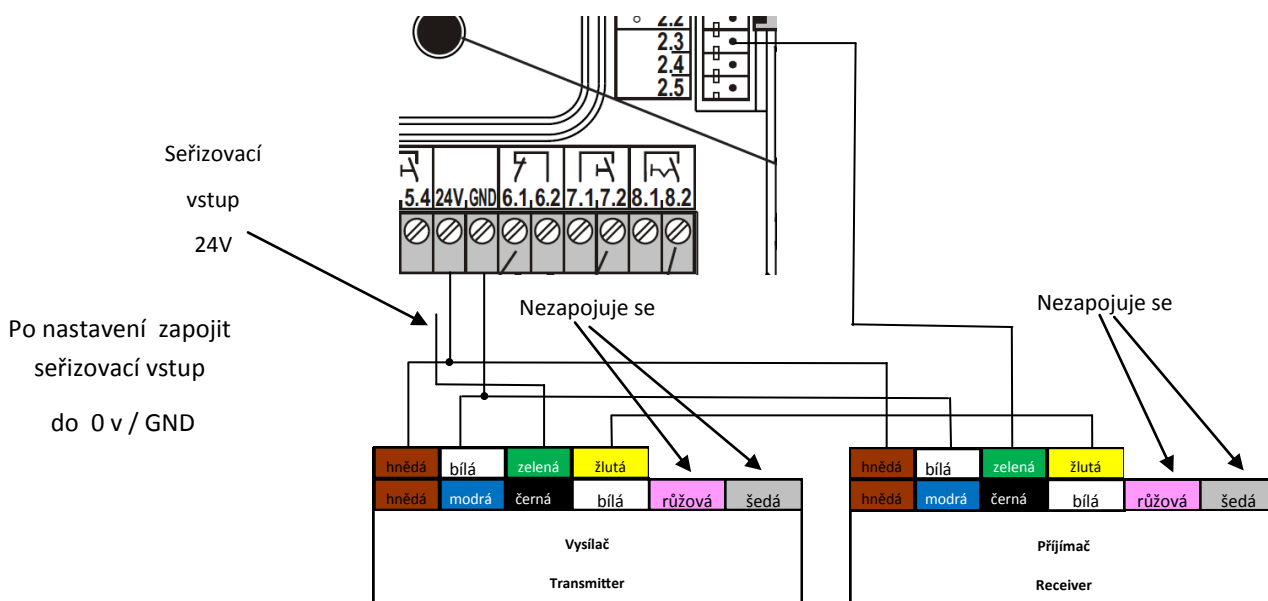 2.2
2.3
2.4
2.5
Seřizovací
vstup
24V
5.4 24V GND 6.1 6.2 7.1 7.2 8.1 8.2
Nezapojuje se
Nezapojuje se
Po nastavení zapojit
seřizovací vstup
do 0 v / GND
hnědá bílá zelená žlutá
hnědá modrá černá bílá růžová šedá
Vysílač
Transmitter
hnědá bílá zelená žlutá
hnědá modrá černá bílá růžová šedá
Příjímač
Receiver